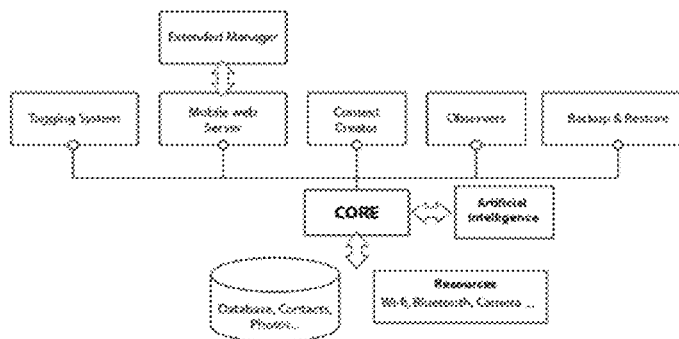 Extended Manager
Tagging System
Mobile web
Server
Context
Creator
Observers
Backup & Restore
CORE
Artificial
Intelligence
Database, Contacts,
Photos...
Resources
Wi-fi, Bluetooth, Camera ...